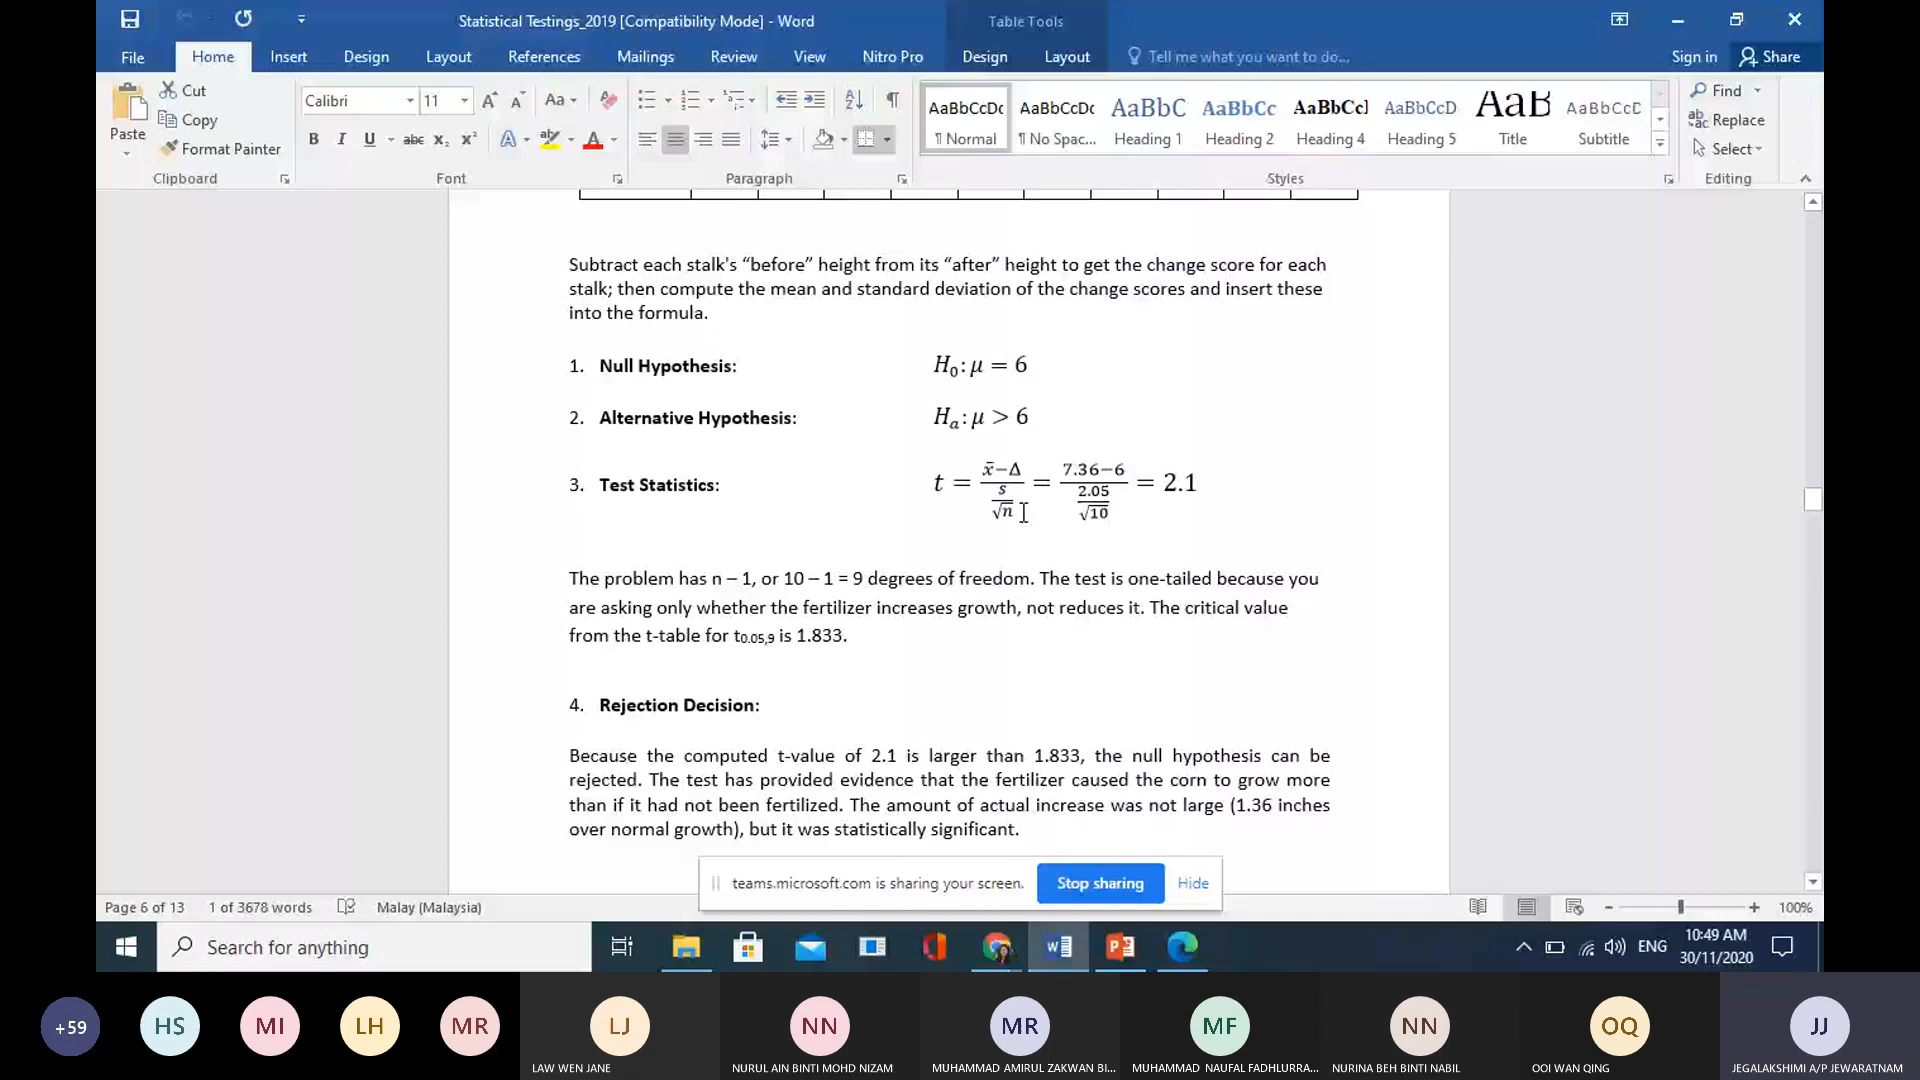 Statistical Testings_2019 [Compatibility Mode] - Word
Table Tools
File Home Insert Design Layout References Mailings Review View Nitro Pro Design Layout Tell me what you want to do... Sign in Share
Paste
Cut
Copy
Format Painter
Clipboard
Calibri 11
Font
Paragraph
AaBbCcDc AaBbCcDc AaBbC AaBbCc AaBbCcI AaBbCcD AaB AaBbCcD
¶ Normal ¶ No Spac... Heading 1 Heading 2 Heading 4 Heading 5 Title Subtitle
Styles
Find
Replace
Select
Editing
Subtract each stalk's “before” height from its “after” height to get the change score for each
stalk; then compute the mean and standard deviation of the change scores and insert these
into the formula.
1. Null Hypothesis: H₀: μ = 6
2. Alternative Hypothesis: Hₐ: μ > 6
3. Test Statistics: t = (x̄−Δ)/(s/√n) = (7.36−6)/(2.05/√10) = 2.1
The problem has n – 1, or 10 – 1 = 9 degrees of freedom. The test is one-tailed because you
are asking only whether the fertilizer increases growth, not reduces it. The critical value
from the t-table for t0.05,9 is 1.833.
4. Rejection Decision:
Because the computed t-value of 2.1 is larger than 1.833, the null hypothesis can be
rejected. The test has provided evidence that the fertilizer caused the corn to grow more
than if it had not been fertilized. The amount of actual increase was not large (1.36 inches
over normal growth), but it was statistically significant.
teams.microsoft.com is sharing your screen. Stop sharing Hide
Page 6 of 13 1 of 3678 words Malay (Malaysia) 100%
Search for anything
ENG
10:49 AM
30/11/2020
+59 HS MI LH MR LJ NN MR MF NN OQ JJ
LAW WEN JANE NURUL AIN BINTI MOHD NIZAM MUHAMMAD AMIRUL ZAKWAN BI... MUHAMMAD NAUFAL FADHLURRA... NURINA BEH BINTI NABIL OOI WAN QING JEGALAKSHIMI A/P JEWARATNAM